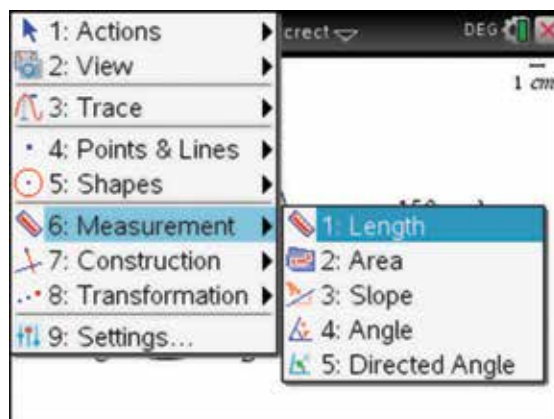 1: Actions
crect
DEG
2: View
1 cm
3: Trace
4: Points & Lines
5: Shapes
6: Measurement
1: Length
7: Construction
2: Area
8: Transformation
3: Slope
9: Settings...
4: Angle
5: Directed Angle